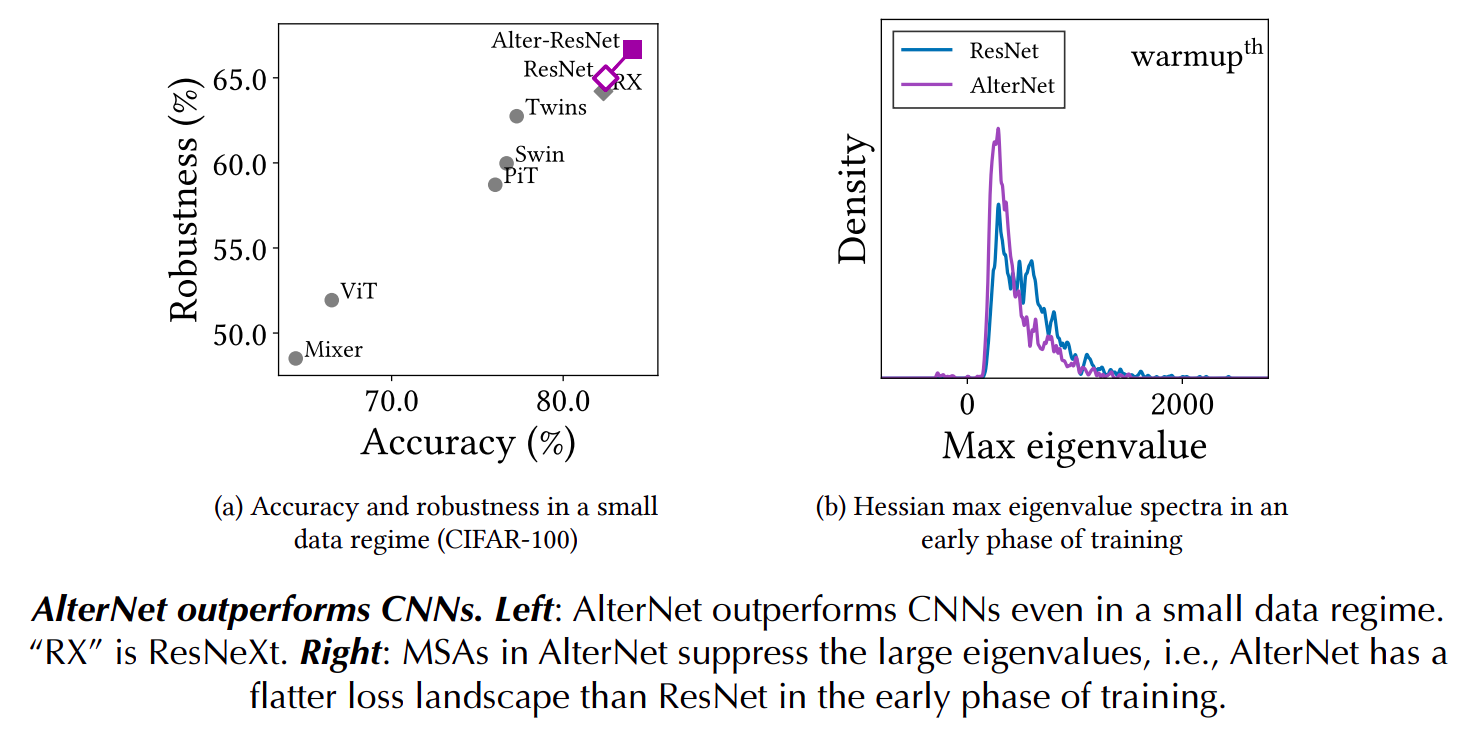 Alter-ResNet
ResNet
RX
Twins
Swin
PiT
ViT
Mixer
65.0
60.0
55.0
50.0
Robustness (%)
70.0 80.0
Accuracy (%)
(a) Accuracy and robustness in a small
data regime (CIFAR-100)
ResNet
AlterNet
warmupᵗʰ
Density
0 2000
Max eigenvalue
(b) Hessian max eigenvalue spectra in an
early phase of training
AlterNet outperforms CNNs. Left: AlterNet outperforms CNNs even in a small data regime.
“RX” is ResNeXt. Right: MSAs in AlterNet suppress the large eigenvalues, i.e., AlterNet has a
flatter loss landscape than ResNet in the early phase of training.